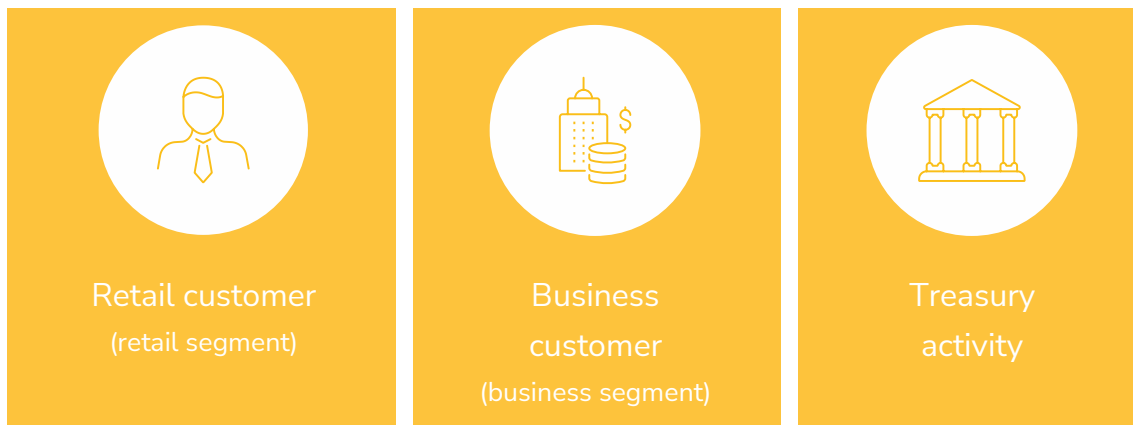 Retail customer
(retail segment)
Business
customer
(business segment)
Treasury
activity